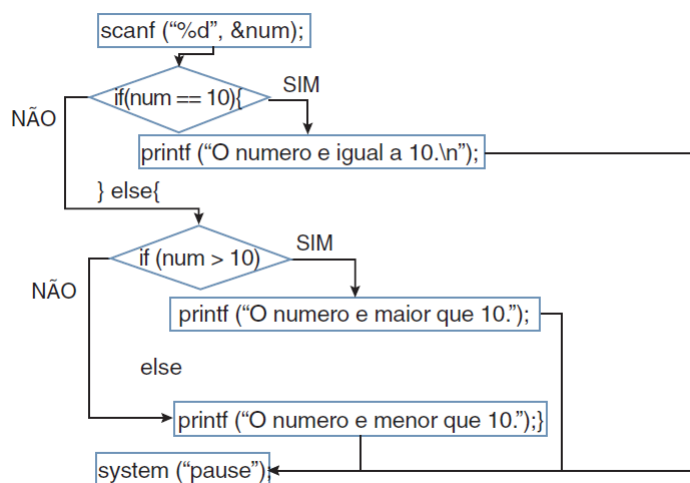 scanf (“%d”, &num);
if(num == 10){
SIM
NÃO
printf (“O numero e igual a 10.\n”);
} else{
if (num > 10)
SIM
NÃO
printf (“O numero e maior que 10.”);
else
printf (“O numero e menor que 10.”);}
system (“pause”);